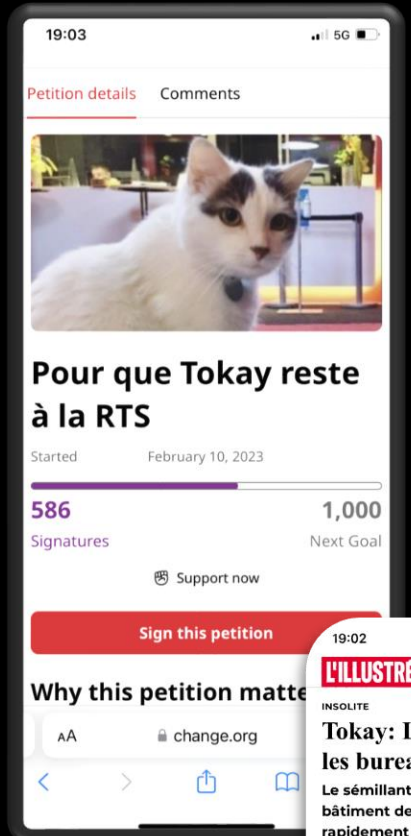 19:03
5G
Petition details Comments
Pour que Tokay reste
à la RTS
Started February 10, 2023
586 1,000
Signatures Next Goal
Support now
Sign this petition
Why this petition matte
AA change.org
19:02
L'ILLUSTRÉ
INSOLITE
Tokay:
les burea
Le sémillant
bâtiment de
rapidement